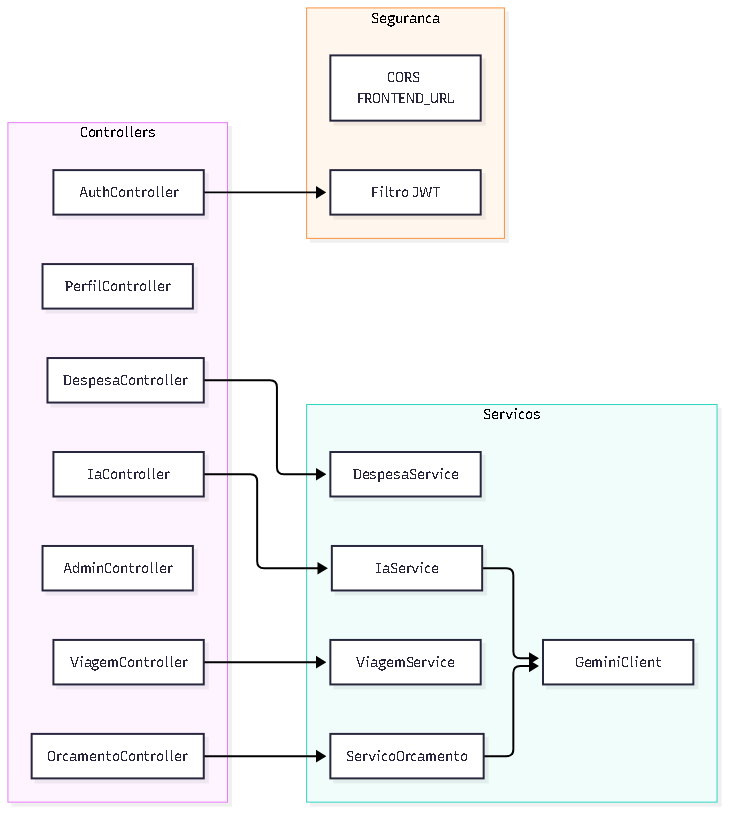 Seguranca
CORS
FRONTEND_URL
Filtro JWT
Controllers
AuthController
PerfilController
DespesaController
IaController
AdminController
ViagemController
OrcamentoController
Servicos
DespesaService
IaService
ViagemService
GeminiClient
ServicoOrcamento